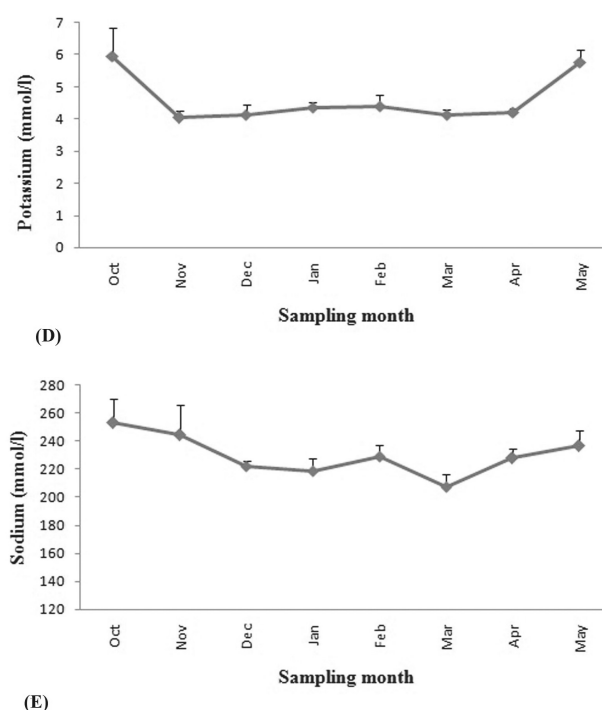 7
6
5
4
3
2
1
0
Potassium (mmol/l)
Oct Nov Dec Jan Feb Mar Apr May
Sampling month
(D)
280
260
240
220
200
180
160
140
120
Sodium (mmol/l)
Oct Nov Dec Jan Feb Mar Apr May
Sampling month
(E)